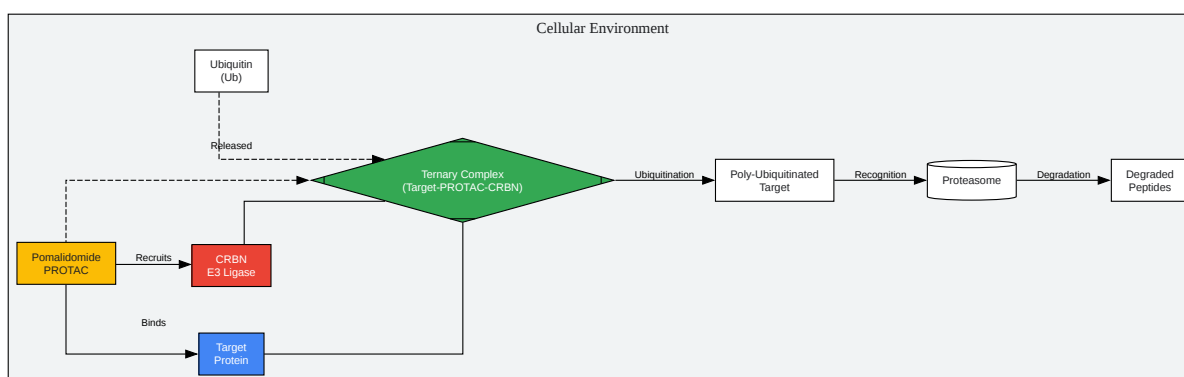 Cellular Environment
Ubiquitin
(Ub)
Released
Ternary Complex
(Target-PROTAC-CRBN)
Ubiquitination
Poly-Ubiquitinated
Target
Recognition
Proteasome
Degradation
Degraded
Peptides
Pomalidomide
PROTAC
Recruits
CRBN
E3 Ligase
Binds
Target
Protein